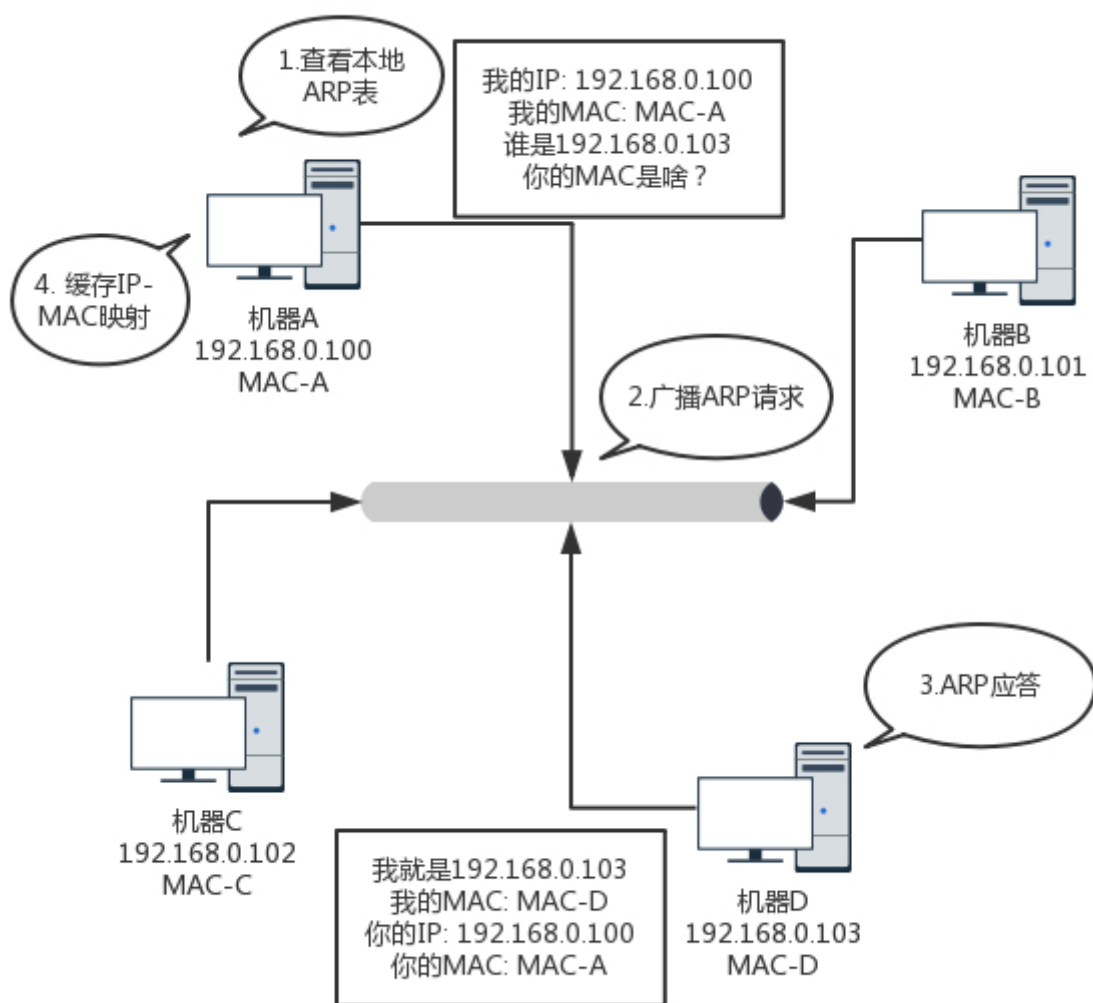 1.查看本地
ARP表
我的IP: 192.168.0.100
我的MAC: MAC-A
谁是192.168.0.103
你的MAC是啥？
4. 缓存IP-
MAC映射
机器A
192.168.0.100
MAC-A
机器B
192.168.0.101
MAC-B
2.广播ARP请求
3.ARP应答
机器C
192.168.0.102
MAC-C
我就是192.168.0.103
我的MAC: MAC-D
你的IP: 192.168.0.100
你的MAC: MAC-A
机器D
192.168.0.103
MAC-D